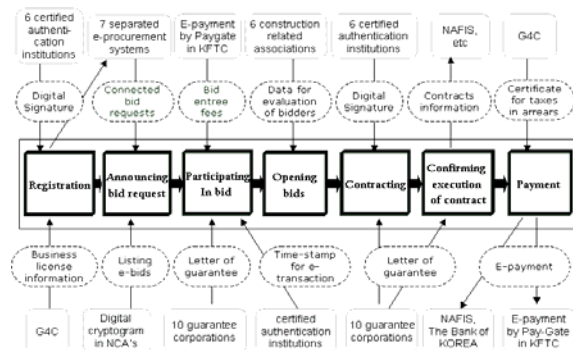 6 certified
authenti-
cation
institutions
7 separated
e-procurement
systems
E-payment
by Paygate
in KFTC
6 construction
related
associations
6 certified
authentication
institutions
NAFIS,
etc
G4C
Digital
Signature
Connected
bid
requests
Bid
entree
fees
Data for
evaluation
of bidders
Digital
Signature
Contracts
information
Certificate
for taxes
in arrears
Registration
Announcing
bid request
Participating
In bid
Opening
bids
Contracting
Confirming
execution
of contract
Payment
Business
license
information
Listing
e-bids
Letter of
guarantee
Time-stamp
for e-
transaction
Letter of
guarantee
E-payment
G4C
Digital
cryptogram
in NCA's
10 guarantee
corporations
certified
authentication
institutions
10 guarantee
corporations
NAFIS,
The Bank of
KOREA
E-payment
by Pay-Gate
in KFTC